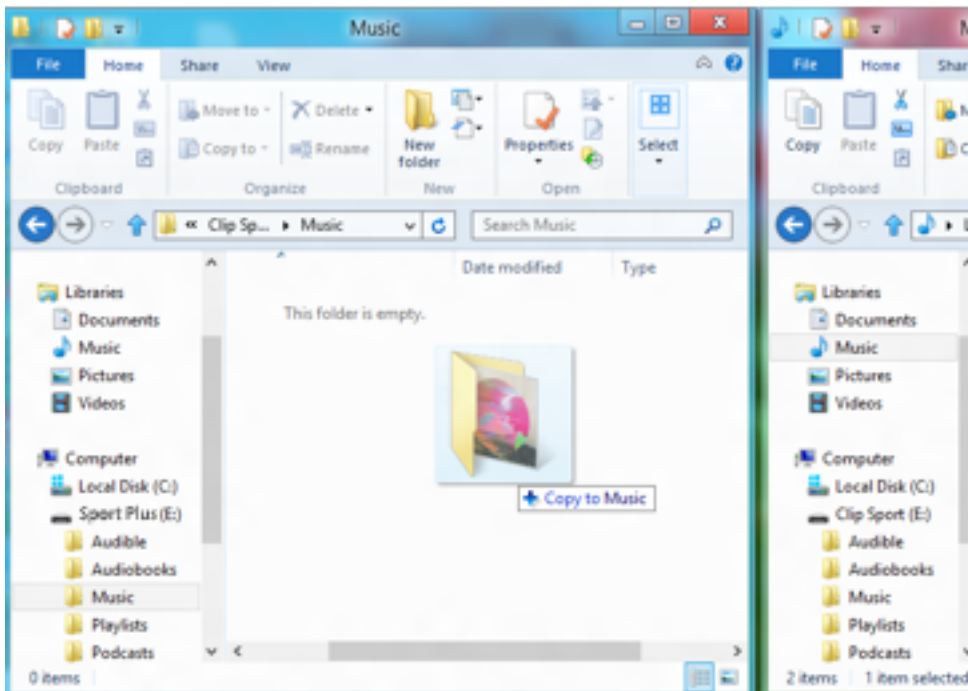 Music
File Home Share View
Copy Paste Move to Copy to Delete Rename New folder Properties Select
Clipboard Organize New Open
« Clip Sp... Music Search Music
Date modified Type
This folder is empty.
Libraries
Documents
Music
Pictures
Videos
Computer
Local Disk (C:)
Sport Plus (E:)
Audible
Audiobooks
Music
Playlists
Podcasts
Copy to Music
0 items
M
File Home Shar
Copy Paste
Clipboard
Libraries
Documents
Music
Pictures
Videos
Computer
Local Disk (C:)
Clip Sport (E:)
Audible
Audiobooks
Music
Playlists
Podcasts
2 items 1 item selected